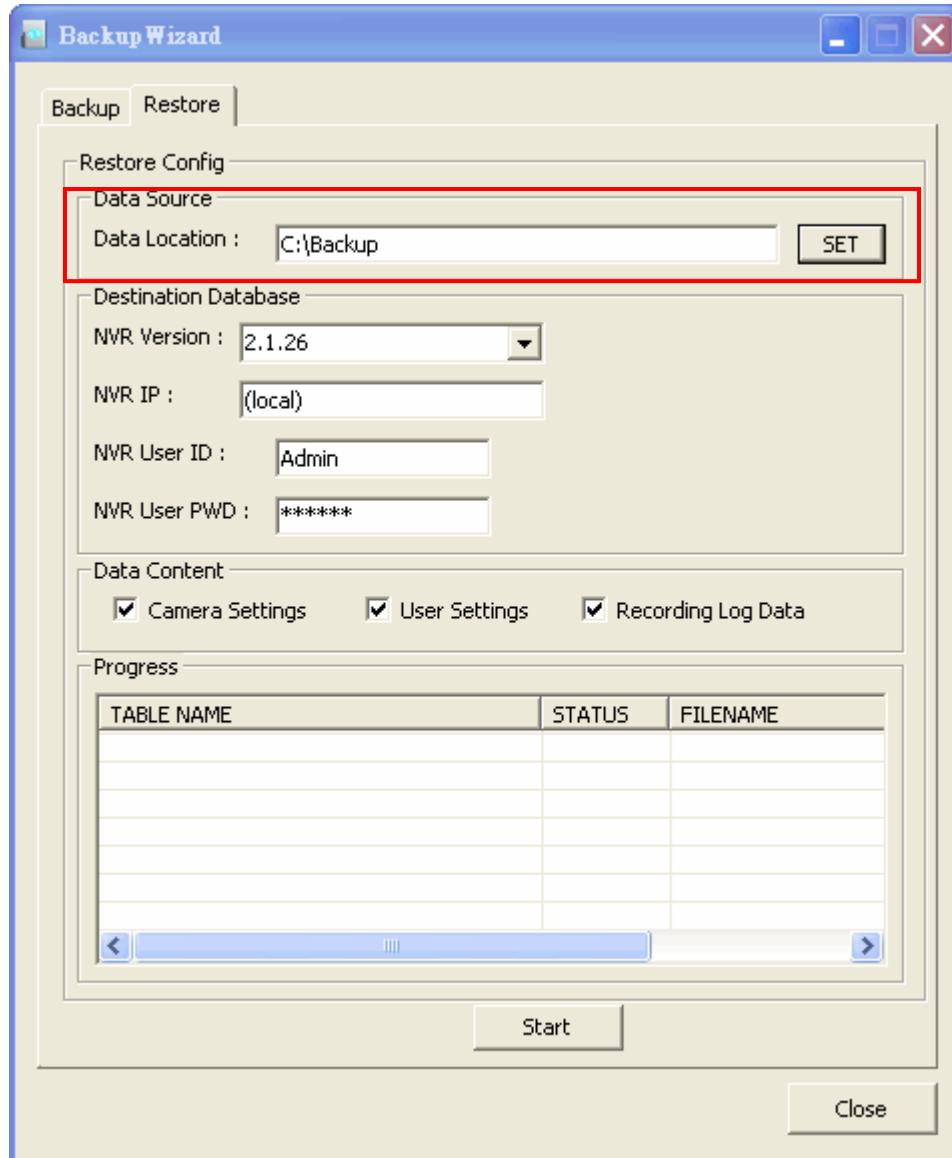 Backup Wizard
Backup Restore
Restore Config
Data Source
Data Location : C:\Backup SET
Destination Database
NVR Version : 2.1.26
NVR IP : (local)
NVR User ID : Admin
NVR User PWD : ******
Data Content
Camera Settings User Settings Recording Log Data
Progress
TABLE NAME STATUS FILENAME
Start
Close